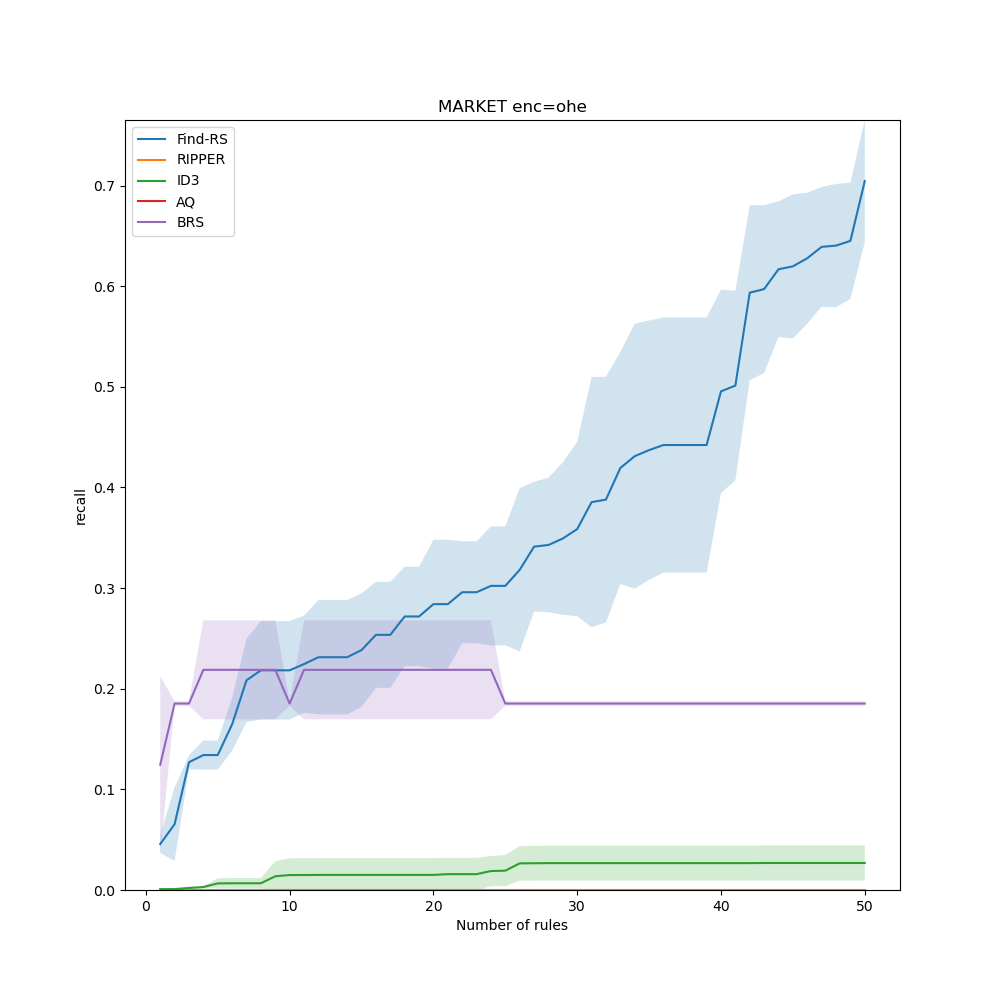 MARKET enc=ohe
Find-RS
RIPPER
ID3
AQ
BRS
recall
0.7
0.6
0.5
0.4
0.3
0.2
0.1
0.0
0 10 20 30 40 50
Number of rules